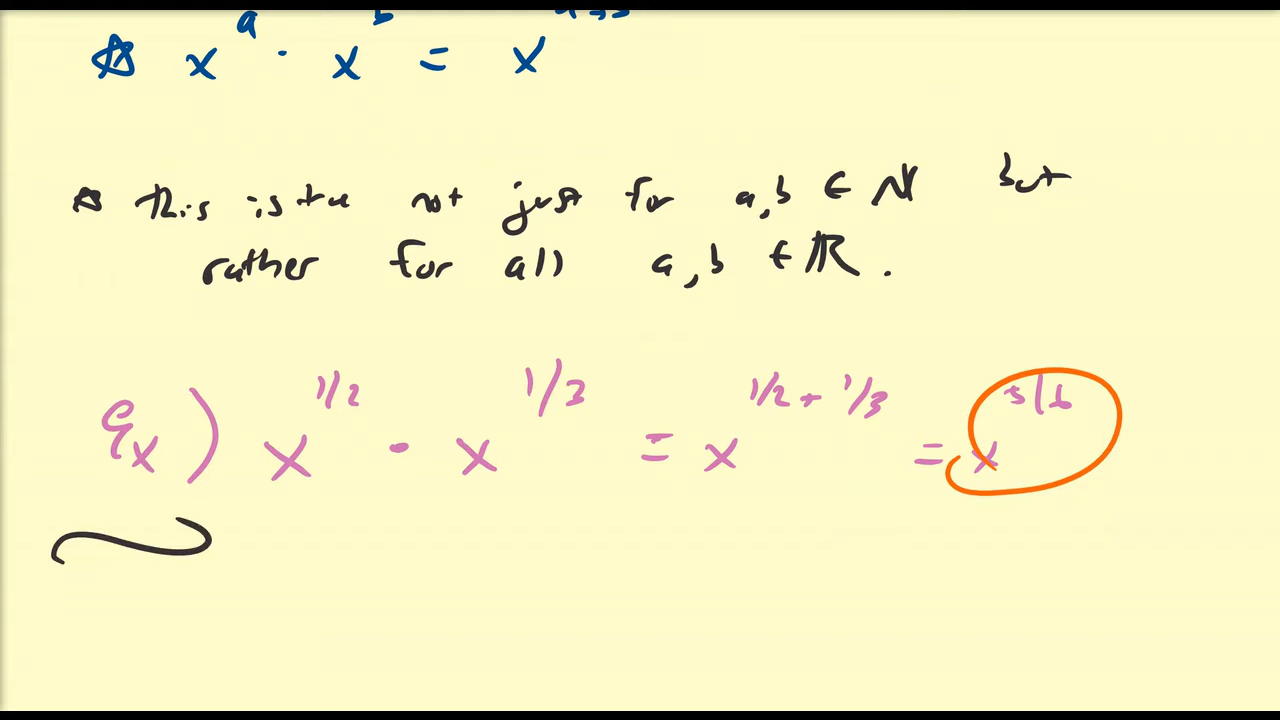 ☆ x^a · x^b = x^{a+b}
☆ this is true not just for a,b ∈ ℕ but
rather for all a,b ∈ ℝ.
ex) x^{1/2} · x^{1/3} = x^{1/2 + 1/3} = x^{5/6}